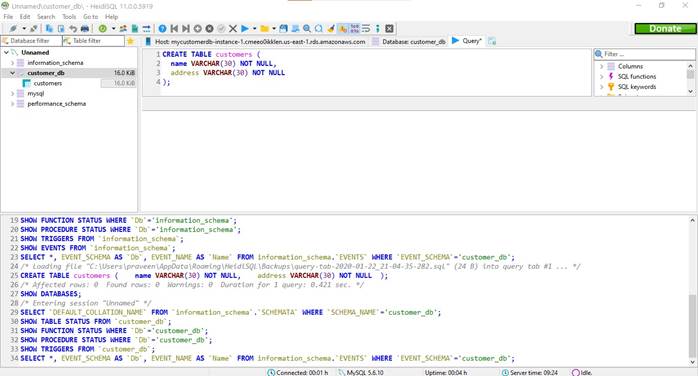 Unnamed\customer_db\ - HeidiSQL 11.0.0.5919
File Edit Search Tools Go to Help
Donate
Database filter Table filter
Host: mycustomerdb-instance-1.cmeeo0ikklen.us-east-1.rds.amazonaws.com Database: customer_db Query*
Unnamed
information_schema
customer_db 16.0 KiB
customers 16.0 KiB
mysql
performance_schema
1 CREATE TABLE customers (
2 name VARCHAR(30) NOT NULL,
3 address VARCHAR(30) NOT NULL
4 );
Filter ...
Columns
SQL functions
SQL keywords
19 SHOW FUNCTION STATUS WHERE `Db`='information_schema';
20 SHOW PROCEDURE STATUS WHERE `Db`='information_schema';
21 SHOW TRIGGERS FROM `information_schema`;
22 SHOW EVENTS FROM `information_schema`;
23 SELECT *, EVENT_SCHEMA AS `Db`, EVENT_NAME AS `Name` FROM information_schema.`EVENTS` WHERE `EVENT_SCHEMA`='customer_db';
24 /* Loading file "C:\Users\praveen\AppData\Roaming\HeidiSQL\Backups\query-tab-2020-01-22_21-04-35-282.sql" (24 B) into query tab #1 ... */
25 CREATE TABLE customers ( name VARCHAR(30) NOT NULL, address VARCHAR(30) NOT NULL );
26 /* Affected rows: 0 Found rows: 0 Warnings: 0 Duration for 1 query: 0.421 sec. */
27 SHOW DATABASES;
28 /* Entering session "Unnamed" */
29 SELECT `DEFAULT_COLLATION_NAME` FROM `information_schema`.`SCHEMATA` WHERE `SCHEMA_NAME`='customer_db';
30 SHOW TABLE STATUS FROM `customer_db`;
31 SHOW FUNCTION STATUS WHERE `Db`='customer_db';
32 SHOW PROCEDURE STATUS WHERE `Db`='customer_db';
33 SHOW TRIGGERS FROM `customer_db`;
34 SELECT *, EVENT_SCHEMA AS `Db`, EVENT_NAME AS `Name` FROM information_schema.`EVENTS` WHERE `EVENT_SCHEMA`='customer_db';
Connected: 00:01 h MySQL 5.6.10 Uptime: 00:04 h Server time: 09:24 Idle.